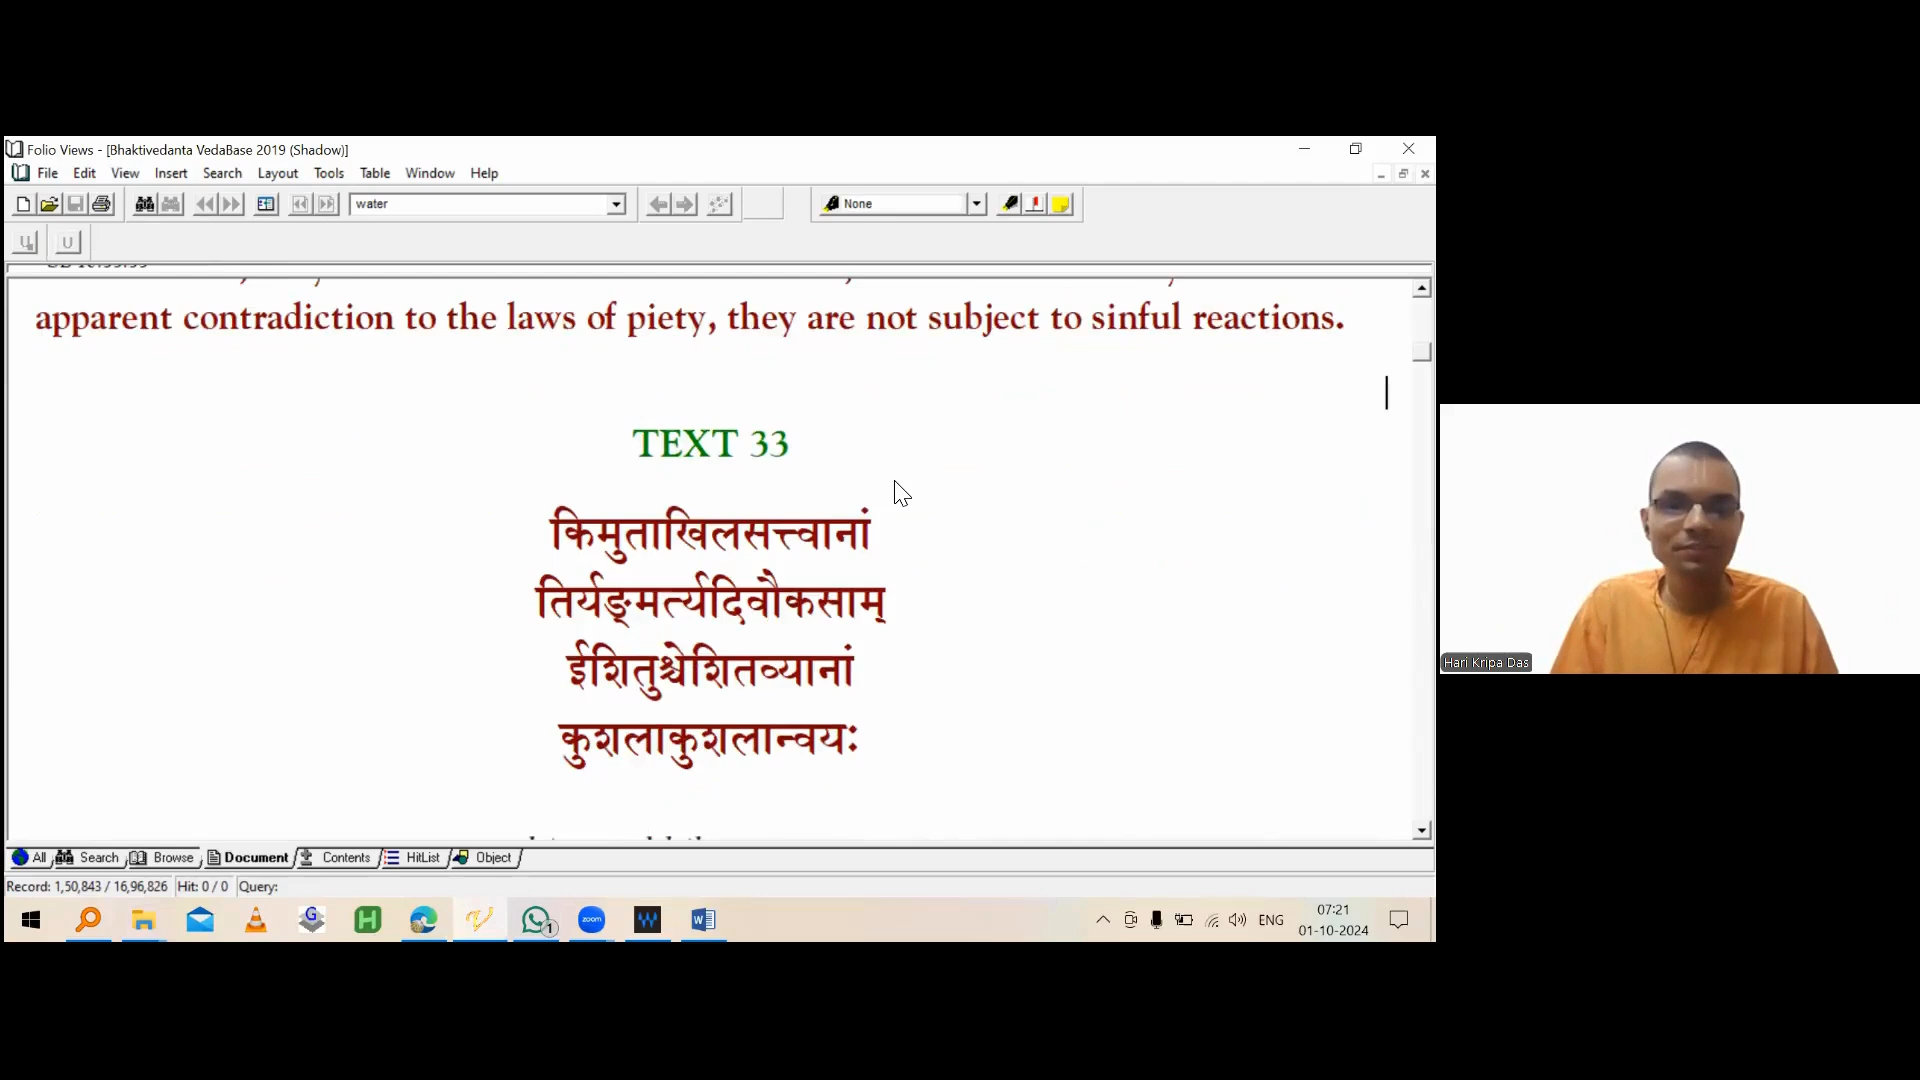 Folio Views - [Bhaktivedanta VedaBase 2019 (Shadow)]
File Edit View Insert Search Layout Tools Table Window Help
water
None
apparent contradiction to the laws of piety, they are not subject to sinful reactions.
TEXT 33
किमुताखिलसत्त्वानां
तिर्यङ्मर्त्यदिवौकसाम्
ईशितुश्चेशितव्यानां
कुशलाकुशलान्वयः
Hari Kripa Das
All Search Browse Document Contents HitList Object
Record: 1,50,843 / 16,96,826 Hit: 0 / 0 Query:
zoom
ENG
07:21
01-10-2024